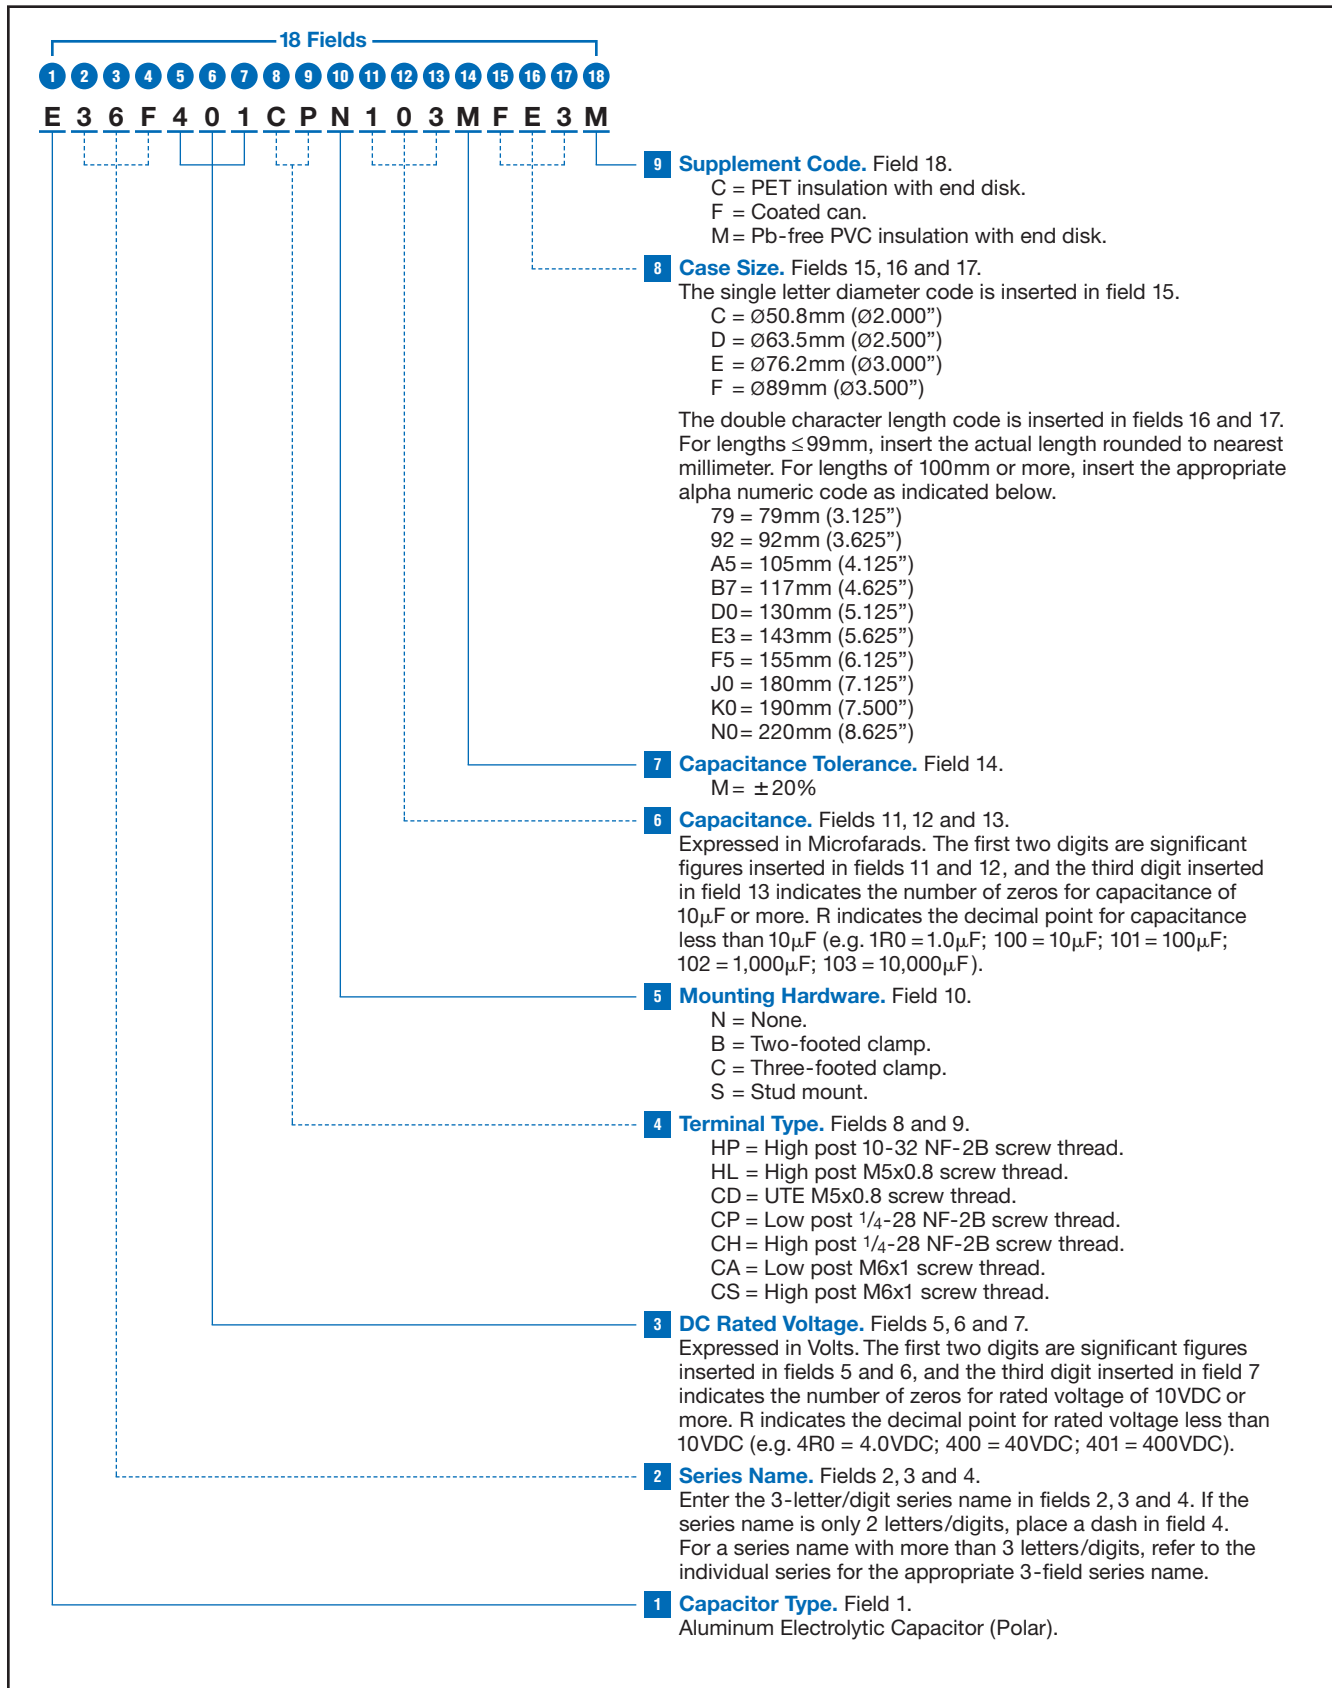 18 Fields
1 2 3 4 5 6 7 8 9 10 11 12 13 14 15 16 17 18
E 3 6 F 4 0 1 C P N 1 0 3 M F E 3 M
9 Supplement Code. Field 18.
C = PET insulation with end disk.
F = Coated can.
M = Pb-free PVC insulation with end disk.
8 Case Size. Fields 15, 16 and 17.
The single letter diameter code is inserted in field 15.
C = Ø50.8mm (Ø2.000”)
D = Ø63.5mm (Ø2.500”)
E = Ø76.2mm (Ø3.000”)
F = Ø89mm (Ø3.500”)
The double character length code is inserted in fields 16 and 17.
For lengths ≤99mm, insert the actual length rounded to nearest
millimeter. For lengths of 100mm or more, insert the appropriate
alpha numeric code as indicated below.
79 = 79mm (3.125”)
92 = 92mm (3.625”)
A5 = 105mm (4.125”)
B7 = 117mm (4.625”)
D0 = 130mm (5.125”)
E3 = 143mm (5.625”)
F5 = 155mm (6.125”)
J0 = 180mm (7.125”)
K0 = 190mm (7.500”)
N0 = 220mm (8.625”)
7 Capacitance Tolerance. Field 14.
M = ±20%
6 Capacitance. Fields 11, 12 and 13.
Expressed in Microfarads. The first two digits are significant
figures inserted in fields 11 and 12, and the third digit inserted
in field 13 indicates the number of zeros for capacitance of
10µF or more. R indicates the decimal point for capacitance
less than 10µF (e.g. 1R0 = 1.0µF; 100 = 10µF; 101 = 100µF;
102 = 1,000µF; 103 = 10,000µF).
5 Mounting Hardware. Field 10.
N = None.
B = Two-footed clamp.
C = Three-footed clamp.
S = Stud mount.
4 Terminal Type. Fields 8 and 9.
HP = High post 10-32 NF-2B screw thread.
HL = High post M5x0.8 screw thread.
CD = UTE M5x0.8 screw thread.
CP = Low post 1/4-28 NF-2B screw thread.
CH = High post 1/4-28 NF-2B screw thread.
CA = Low post M6x1 screw thread.
CS = High post M6x1 screw thread.
3 DC Rated Voltage. Fields 5, 6 and 7.
Expressed in Volts. The first two digits are significant figures
inserted in fields 5 and 6, and the third digit inserted in field 7
indicates the number of zeros for rated voltage of 10VDC or
more. R indicates the decimal point for rated voltage less than
10VDC (e.g. 4R0 = 4.0VDC; 400 = 40VDC; 401 = 400VDC).
2 Series Name. Fields 2, 3 and 4.
Enter the 3-letter/digit series name in fields 2, 3 and 4. If the
series name is only 2 letters/digits, place a dash in field 4.
For a series name with more than 3 letters/digits, refer to the
individual series for the appropriate 3-field series name.
1 Capacitor Type. Field 1.
Aluminum Electrolytic Capacitor (Polar).